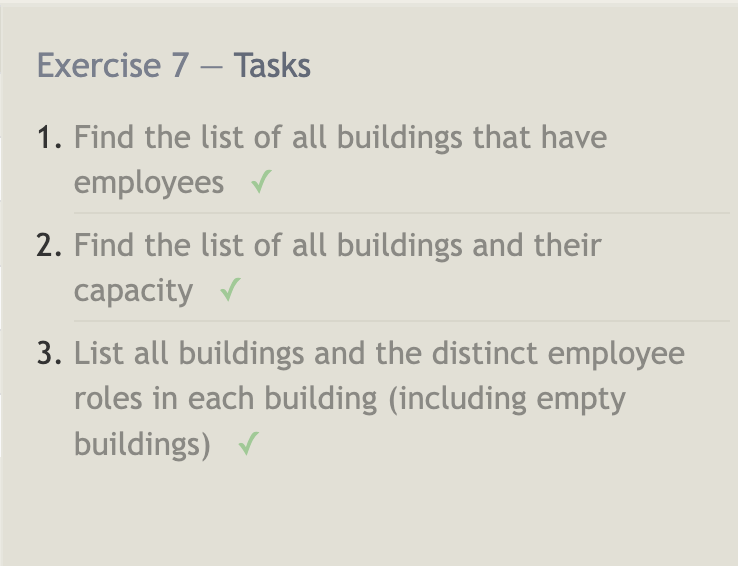 Exercise 7 — Tasks
1. Find the list of all buildings that have
employees ✓
2. Find the list of all buildings and their
capacity ✓
3. List all buildings and the distinct employee
roles in each building (including empty
buildings) ✓